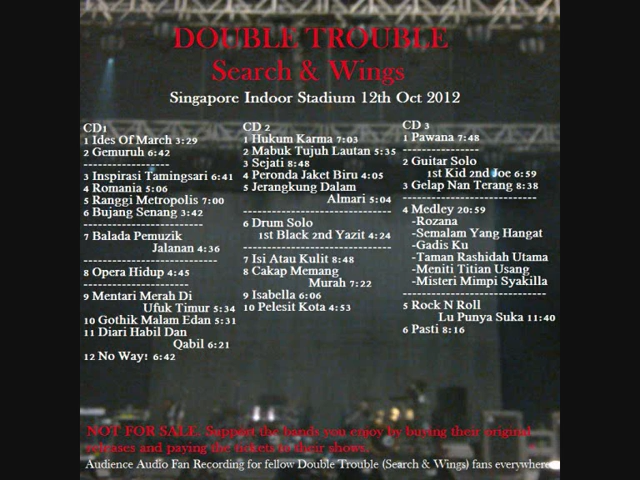 DOUBLE TROUBLE
Search & Wings
Singapore Indoor Stadium 12th Oct 2012
CD1
1 Ides Of March 3:29
2 Gemuruh 6:42
-----------------
3 Inspirasi Tamingsari 6:41
4 Romania 5:06
5 Ranggi Metropolis 7:00
6 Bujang Senang 3:42
------------------------
7 Balada Pemuzik
Jalanan 4:36
---------------------------
8 Opera Hidup 4:45
---------------------
9 Mentari Merah Di
Ufuk Timur 5:34
10 Gothik Malam Edan 5:31
11 Diari Habil Dan
Qabil 6:21
12 No Way! 6:42
CD 2
1 Hukum Karma 7:03
2 Mabuk Tujuh Lautan 5:35
3 Sejati 8:48
4 Peronda Jaket Biru 4:05
5 Jerangkung Dalam
Almari 5:04
------------------------------
6 Drum Solo
1st Black 2nd Yazit 4:24
------------------------------
7 Isi Atau Kulit 8:48
8 Cakap Memang
Murah 7:22
9 Isabella 6:06
10 Pelesit Kota 4:53
CD 3
1 Pawana 7:48
---------------
2 Guitar Solo
1st Kid 2nd Joe 6:59
3 Gelap Nan Terang 8:38
---------------------------
4 Medley 20:59
-Rozana
-Semalam Yang Hangat
-Gadis Ku
-Taman Rashidah Utama
-Meniti Titian Usang
-Misteri Mimpi Syakilla
-----------------------------
5 Rock N Roll
Lu Punya Suka 11:40
6 Pasti 8:16
NOT FOR SALE. Support the bands you enjoy by buying their original
releases and paying the tickets to their shows.
Audience Audio Fan Recording for fellow Double Trouble (Search & Wings) fans everywhere